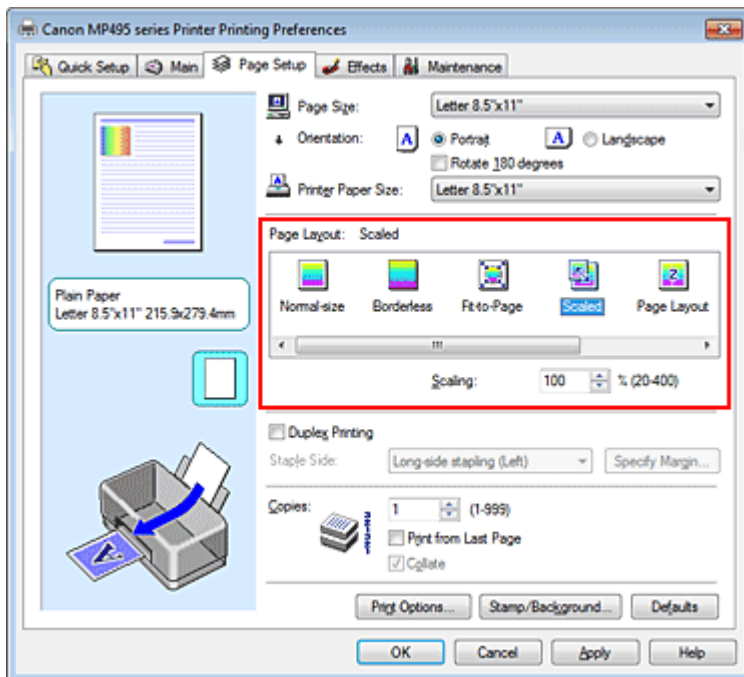 Canon MP495 series Printer Printing Preferences
Quick Setup Main Page Setup Effects Maintenance
Page Size: Letter 8.5"x11"
Orientation: A Portrait A Landscape
Rotate 180 degrees
Printer Paper Size: Letter 8.5"x11"
Page Layout: Scaled
Normal-size Borderless Fit-to-Page Scaled Page Layout
Scaling: 100 % (20-400)
Plain Paper
Letter 8.5"x11" 215.9x279.4mm
Duplex Printing
Staple Side: Long-side stapling (Left) Specify Margin...
Copies: 1 (1-999)
Print from Last Page
Collate
Print Options... Stamp/Background... Defaults
OK Cancel Apply Help